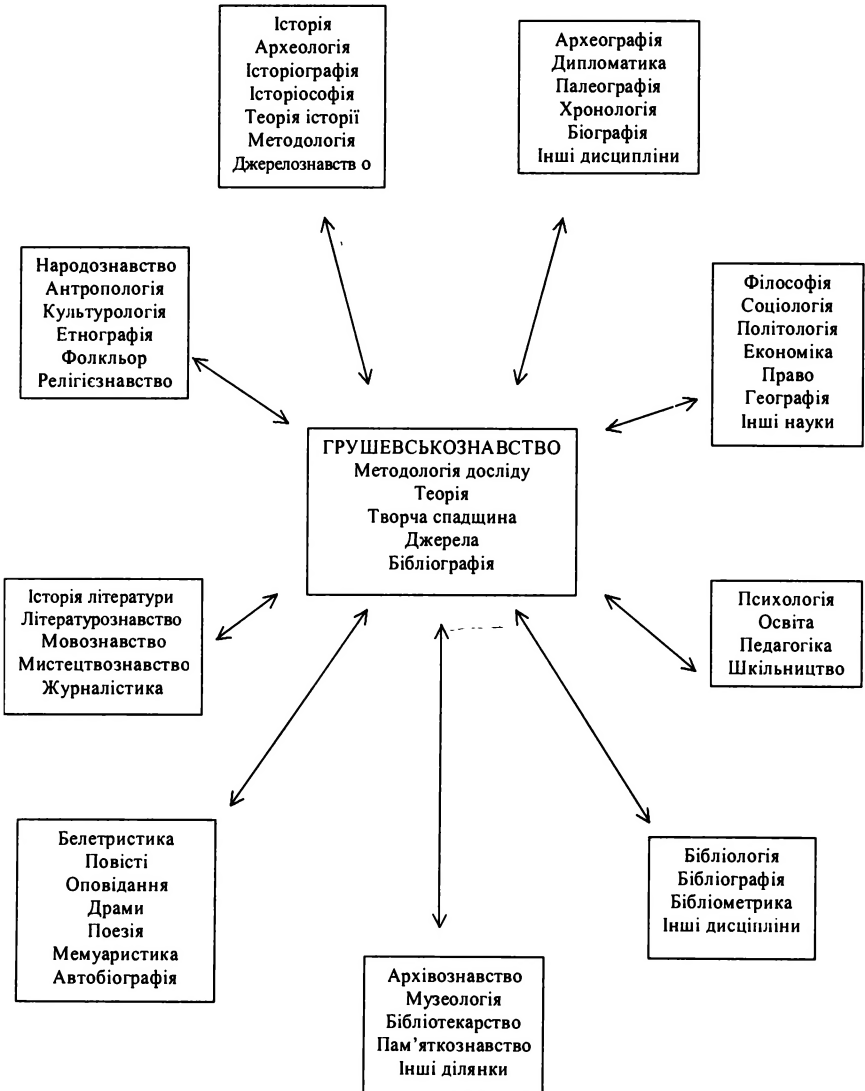 Історія
Археологія
Історіографія
Історіософія
Теорія історії
Методологія
Джерелознавств о
Археографія
Дипломатика
Палеографія
Хронологія
Біографія
Інші дисципліни
Народознавство
Антропологія
Культурологія
Етнографія
Фолкльор
Релігієзнавство
Філософія
Соціологія
Політологія
Економіка
Право
Географія
Інші науки
ГРУШЕВСЬКОЗНАВСТВО
Методологія досліду
Теорія
Творча спадщина
Джерела
Бібліографія
Історія літератури
Літературознавство
Мовознавство
Мистецтвознавство
Журналістика
Психологія
Освіта
Педагогіка
Шкільництво
Белетристика
Повісті
Оповідання
Драми
Поезія
Мемуаристика
Автобіографія
Архівознавство
Музеологія
Бібліотекарство
Пам’яткознавство
Інші ділянки
Бібліологія
Бібліографія
Бібліометрика
Інші дисціпліни